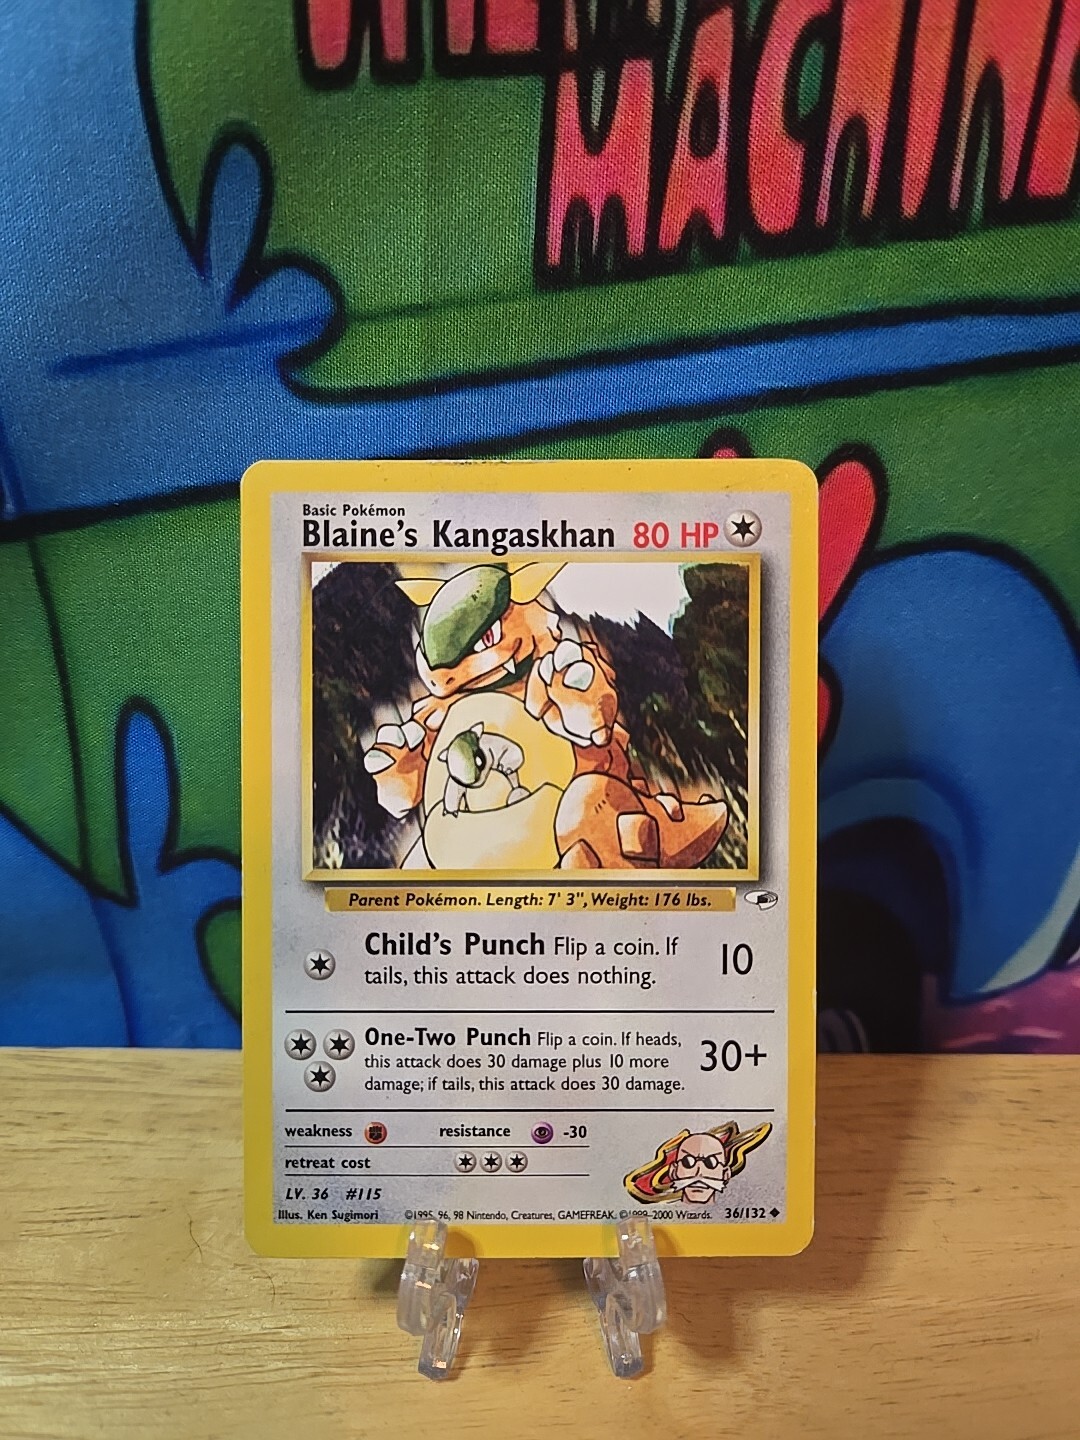 MACHINE
Basic Pokémon
Blaine's Kangaskhan 80 HP
Parent Pokémon. Length: 7' 3", Weight: 176 lbs.
Child's Punch Flip a coin. If
tails, this attack does nothing.
10
One-Two Punch Flip a coin. If heads,
this attack does 30 damage plus 10 more
damage; if tails, this attack does 30 damage.
30+
weakness resistance -30
retreat cost
LV. 36 #115
Illus. Ken Sugimori ©1995, 96, 98 Nintendo, Creatures, GAMEFREAK. ©1999-2000 Wizards. 36/132